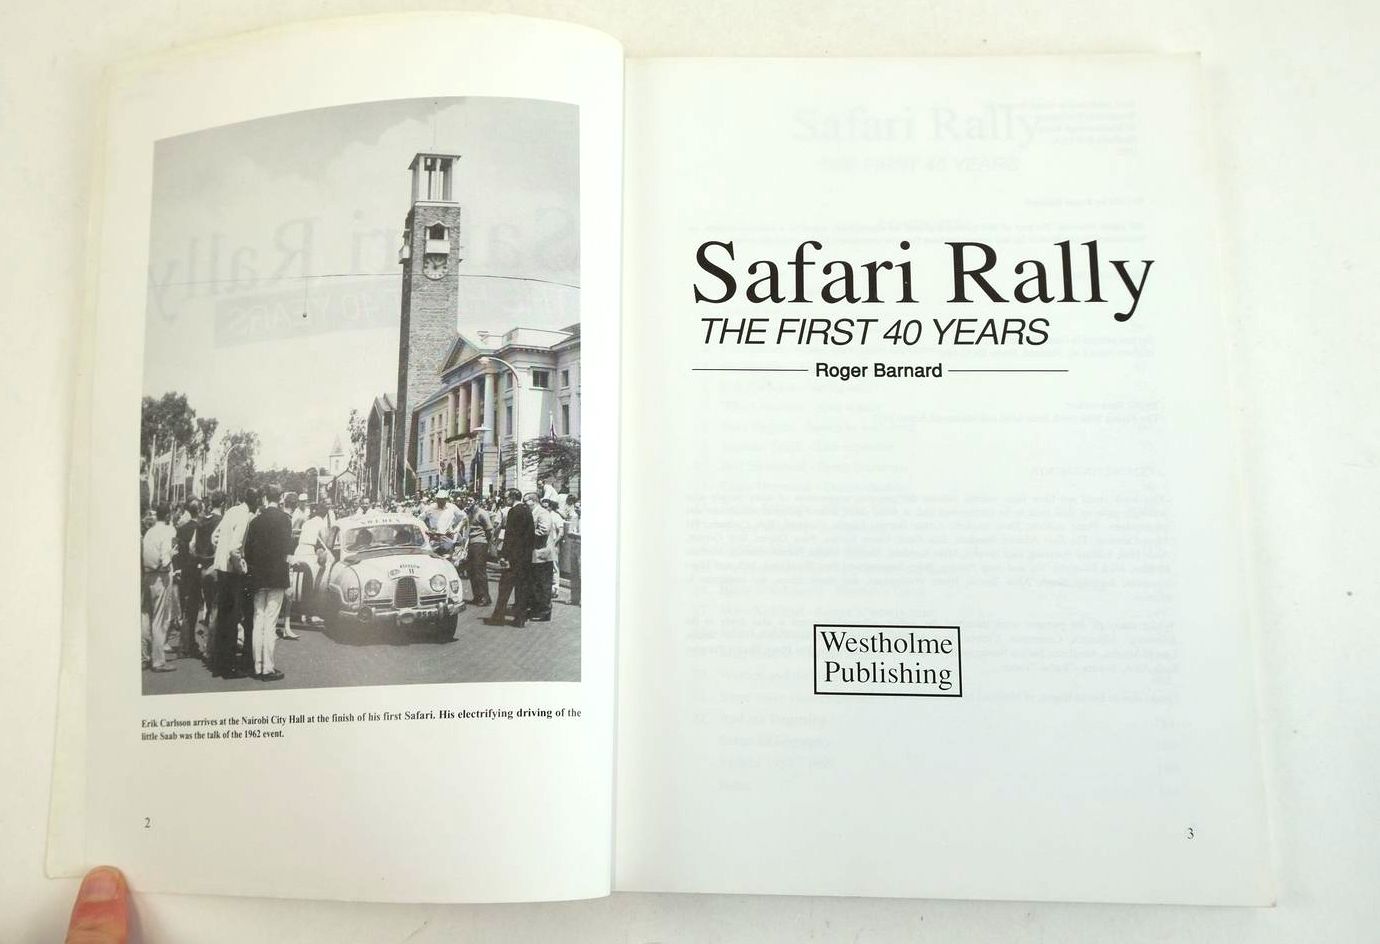 SWEDEN
Erik Carlsson arrives at the Nairobi City Hall at the finish of his first Safari. His electrifying driving of the
little Saab was the talk of the 1962 event.
2
Safari Rally
THE FIRST 40 YEARS
Roger Barnard
Westholme
Publishing
3